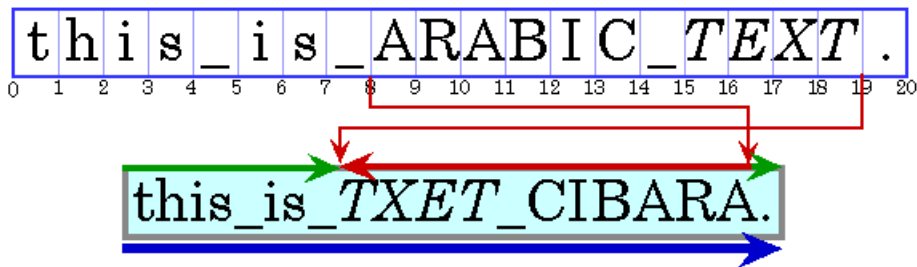 this_is_ARABIC_TEXT.
0 1 2 3 4 5 6 7 8 9 10 11 12 13 14 15 16 17 18 19 20
this_is_TXET_CIBARA.